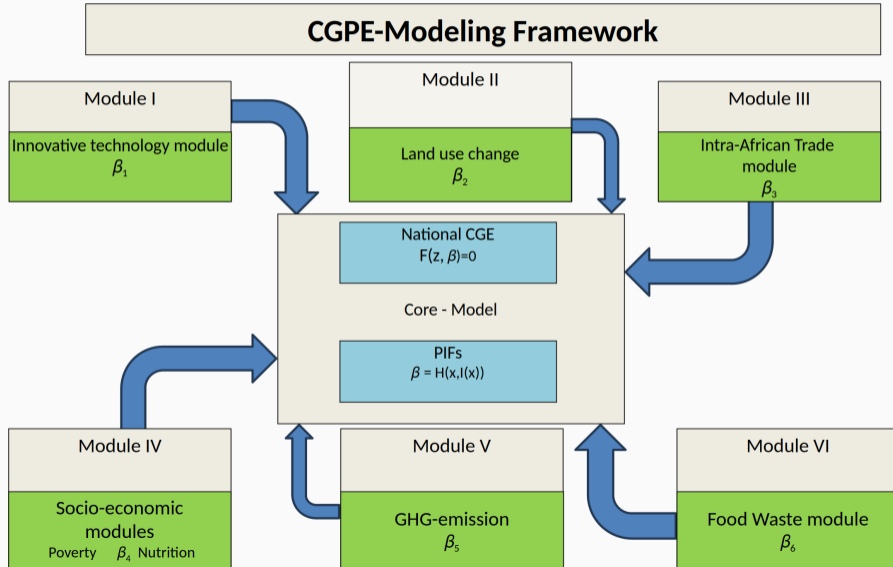 CGPE-Modeling Framework
Module I
Innovative technology module
β₁
Module II
Land use change
β₂
Module III
Intra-African Trade
module
β₃
National CGE
F(z, β)=0
Core - Model
PIFs
β = H(x,I(x))
Module IV
Socio-economic
modules
Poverty β₄ Nutrition
Module V
GHG-emission
β₅
Module VI
Food Waste module
β₆